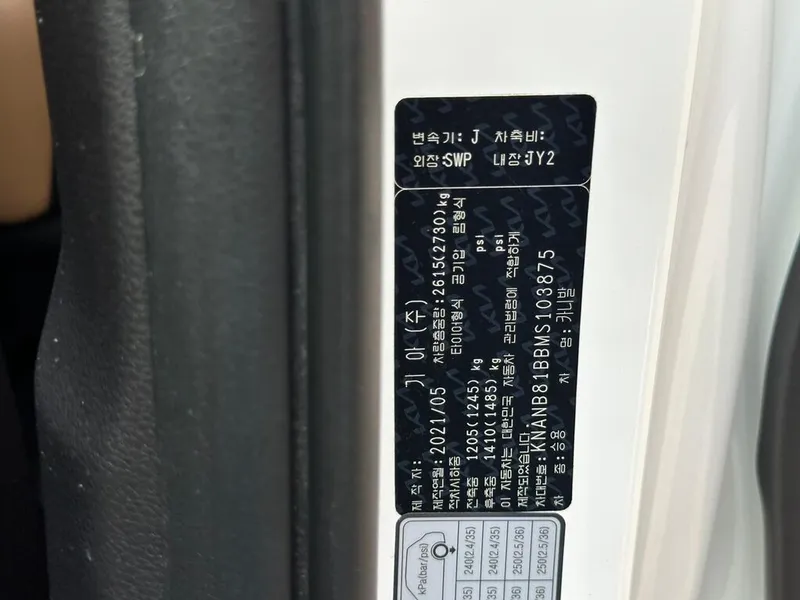 변속기: J 차축비:
외장:SWP 내장:JY2
제 작 자: 기 아 (주)
제작연월:2021/05 차량총중량:2615(2730)kg
적차시하중 타이어형식 공기압 림형식
전축중 1205(1245) kg psi
후축중 1410(1485) kg psi
이 자동차는 대한민국 자동차 관리법령에 적합하게
제작되었습니다.
차대번호:KNANB81BBMS103875
차 종:승용 차 명:카니발
kPa(bar/psi)
240(2.4/35)
240(2.4/35)
250(2.5/36)
250(2.5/36)